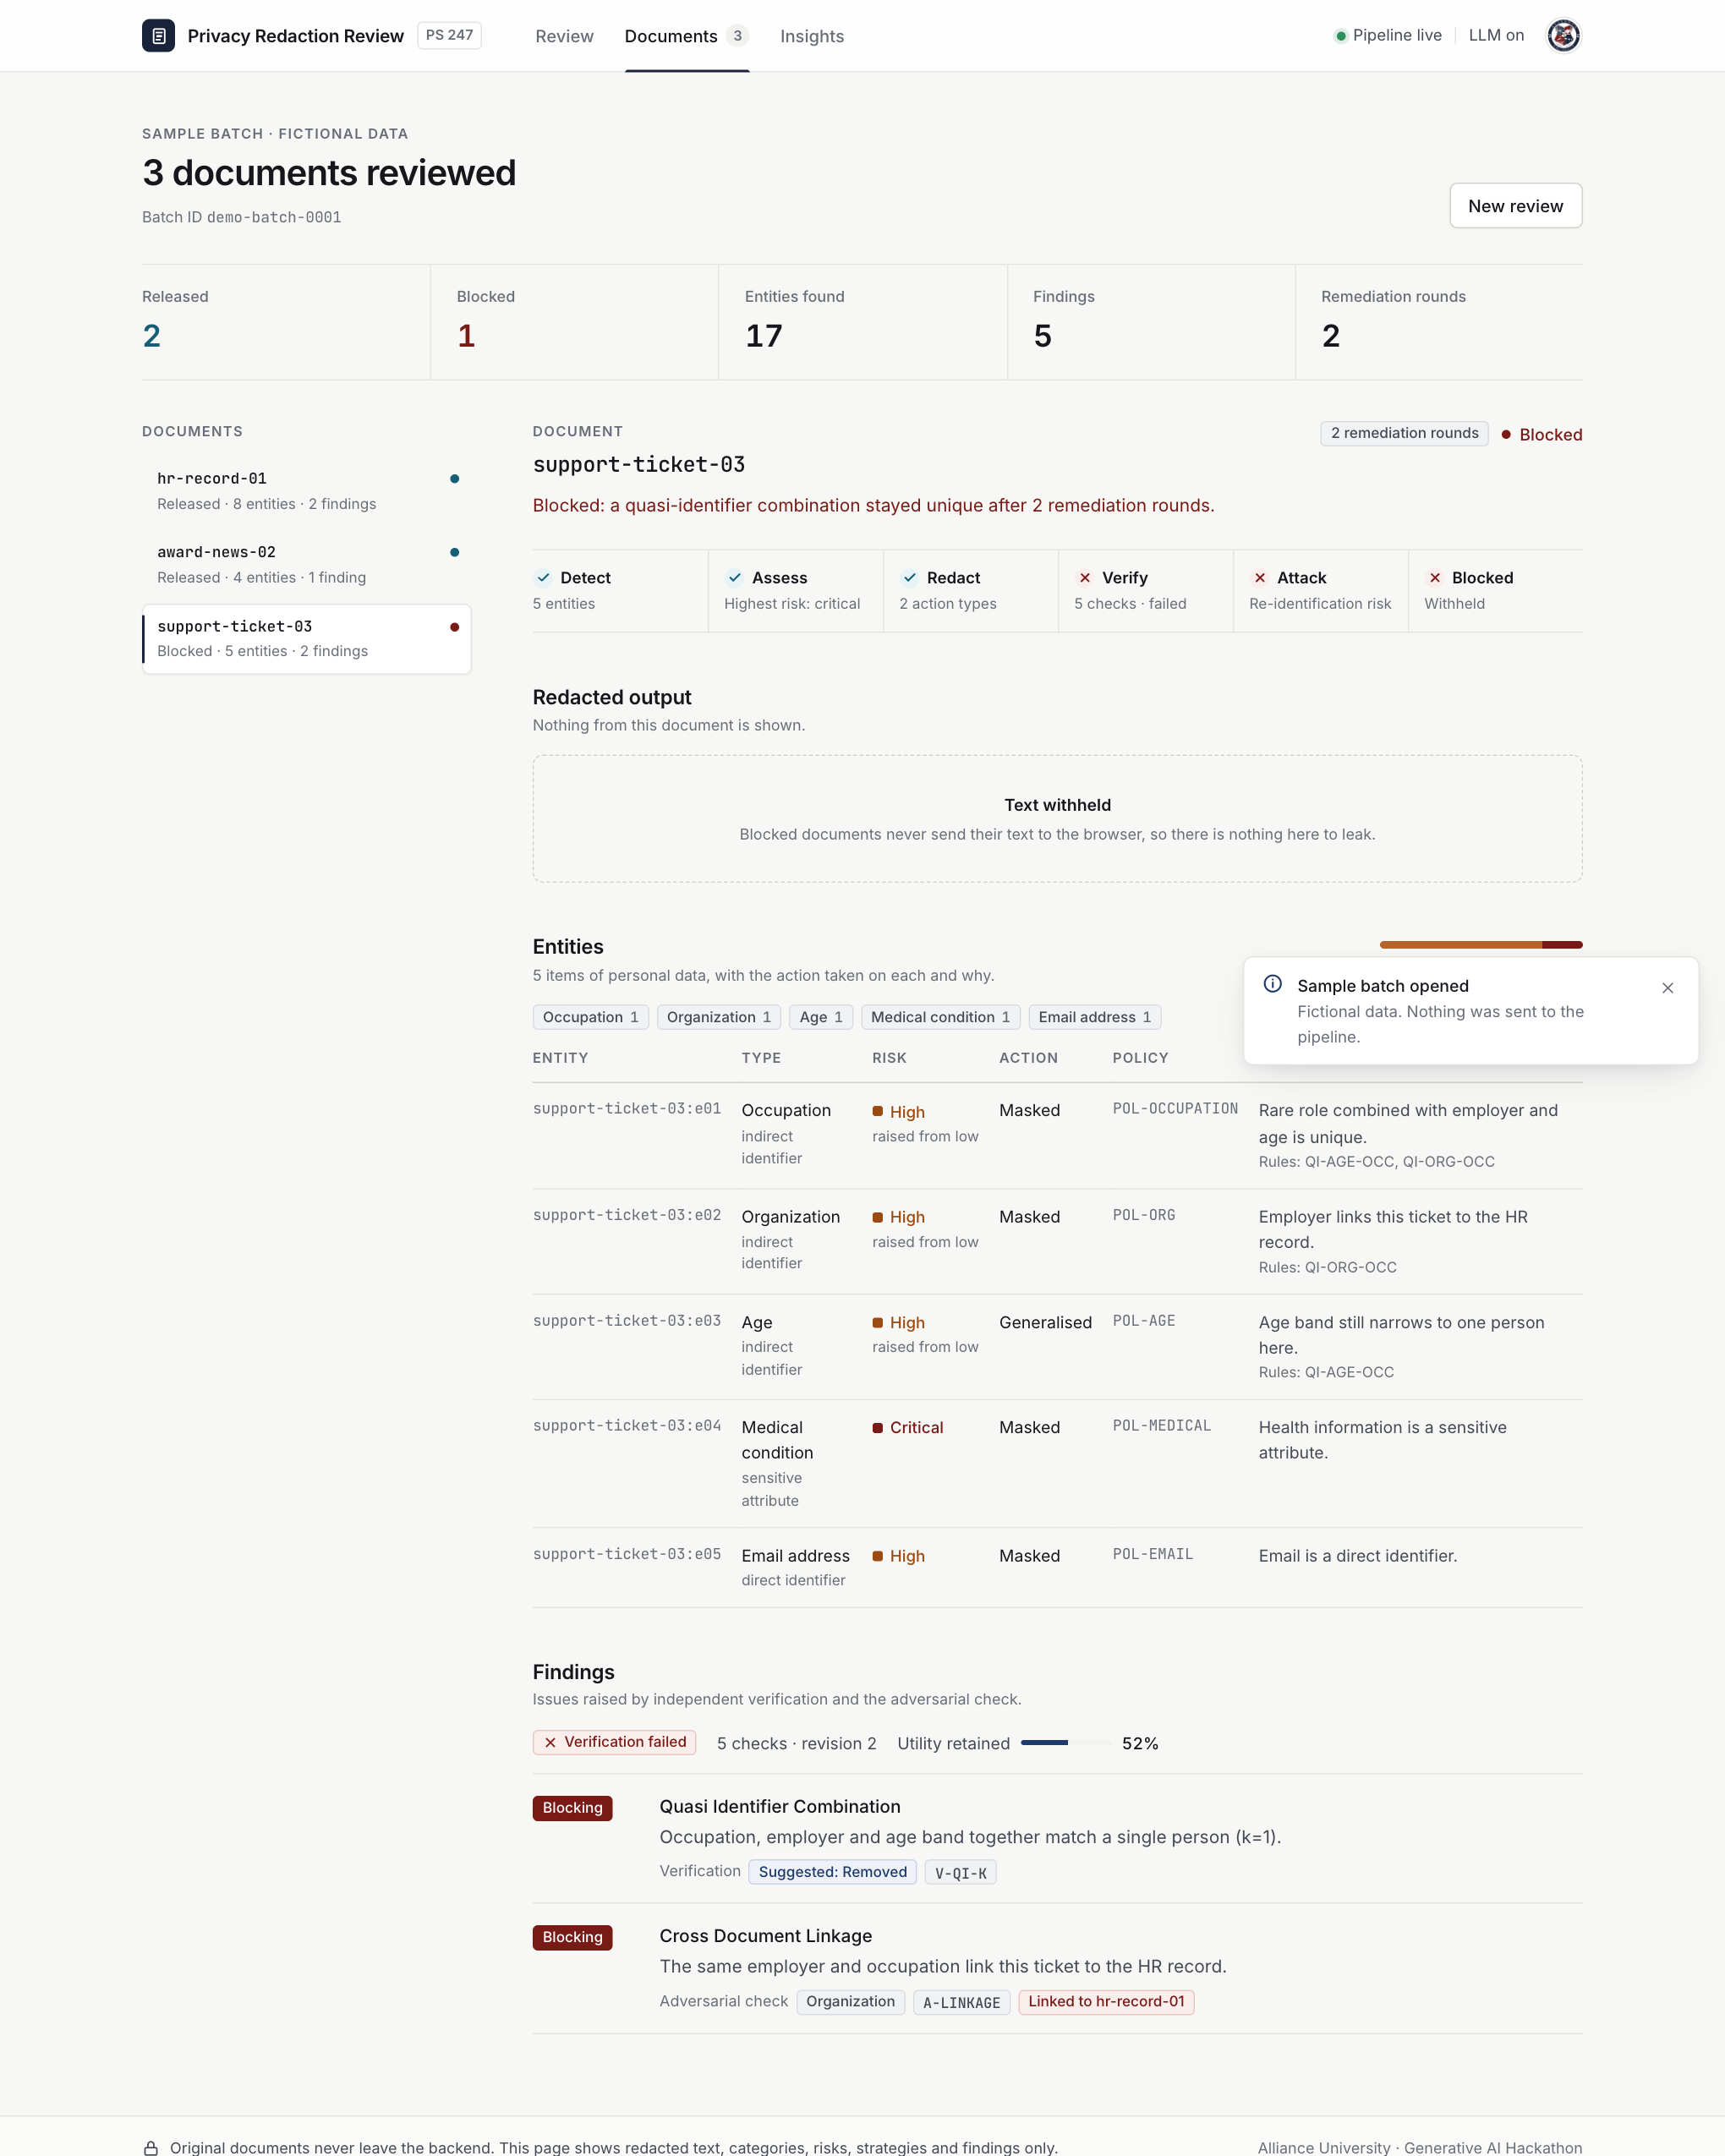 Privacy Redaction Review PS 247 Review Documents 3 Insights Pipeline live LLM on
SAMPLE BATCH · FICTIONAL DATA
3 documents reviewed
Batch ID demo-batch-0001
New review
Released Blocked Entities found Findings Remediation rounds
2 1 17 5 2
DOCUMENTS
hr-record-01
Released · 8 entities · 2 findings
award-news-02
Released · 4 entities · 1 finding
support-ticket-03
Blocked · 5 entities · 2 findings
DOCUMENT
2 remediation rounds Blocked
support-ticket-03
Blocked: a quasi-identifier combination stayed unique after 2 remediation rounds.
Detect Assess Redact Verify Attack Blocked
5 entities Highest risk: critical 2 action types 5 checks · failed Re-identification risk Withheld
Redacted output
Nothing from this document is shown.
Text withheld
Blocked documents never send their text to the browser, so there is nothing here to leak.
Entities
5 items of personal data, with the action taken on each and why.
Occupation 1 Organization 1 Age 1 Medical condition 1 Email address 1
Sample batch opened
Fictional data. Nothing was sent to the
pipeline.
ENTITY TYPE RISK ACTION POLICY
support-ticket-03:e01 Occupation High Masked POL-OCCUPATION Rare role combined with employer and
indirect raised from low age is unique.
identifier Rules: QI-AGE-OCC, QI-ORG-OCC
support-ticket-03:e02 Organization High Masked POL-ORG Employer links this ticket to the HR
indirect raised from low record.
identifier Rules: QI-ORG-OCC
support-ticket-03:e03 Age High Generalised POL-AGE Age band still narrows to one person
indirect raised from low here.
identifier Rules: QI-AGE-OCC
support-ticket-03:e04 Medical Critical Masked POL-MEDICAL Health information is a sensitive
condition attribute.
sensitive
attribute
support-ticket-03:e05 Email address High Masked POL-EMAIL Email is a direct identifier.
direct identifier
Findings
Issues raised by independent verification and the adversarial check.
Verification failed 5 checks · revision 2 Utility retained 52%
Blocking Quasi Identifier Combination
Occupation, employer and age band together match a single person (k=1).
Verification Suggested: Removed V-QI-K
Blocking Cross Document Linkage
The same employer and occupation link this ticket to the HR record.
Adversarial check Organization A-LINKAGE Linked to hr-record-01
Original documents never leave the backend. This page shows redacted text, categories, risks, strategies and findings only. Alliance University · Generative AI Hackathon